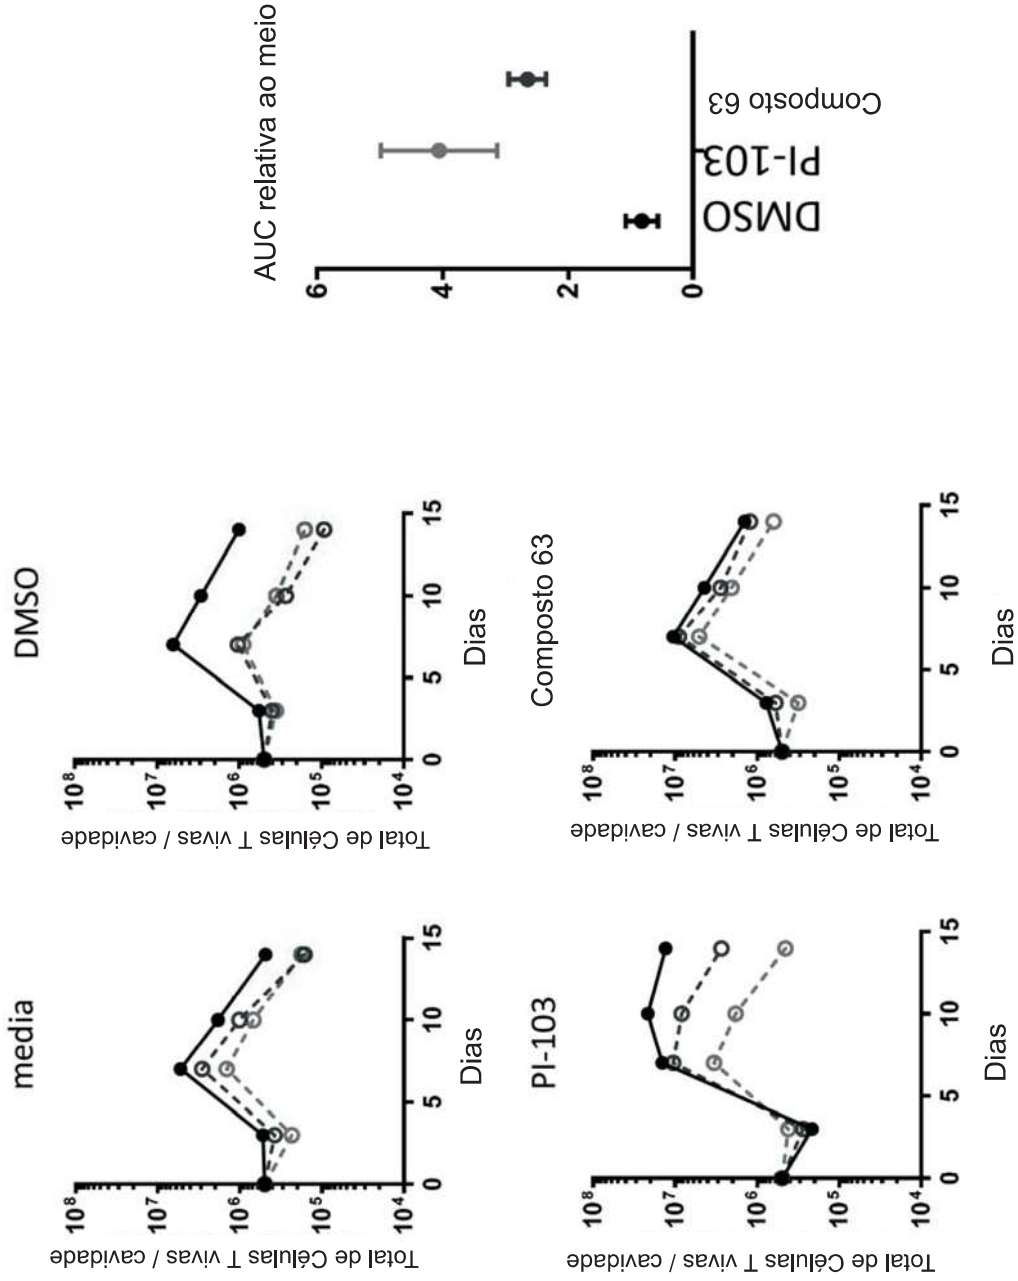 media
10⁸
10⁷
10⁶
10⁵
10⁴
0
5
10
15
Dias
Total de Células T vivas / cavidade
DMSO
10⁸
10⁷
10⁶
10⁵
10⁴
0
5
10
15
Dias
Total de Células T vivas / cavidade
PI-103
10⁸
10⁷
10⁶
10⁵
10⁴
0
5
10
15
Dias
Total de Células T vivas / cavidade
Composto 63
10⁸
10⁷
10⁶
10⁵
10⁴
0
5
10
15
Dias
Total de Células T vivas / cavidade
AUC relativa ao meio
6
4
2
0
DMSO
PI-103
Composto 63